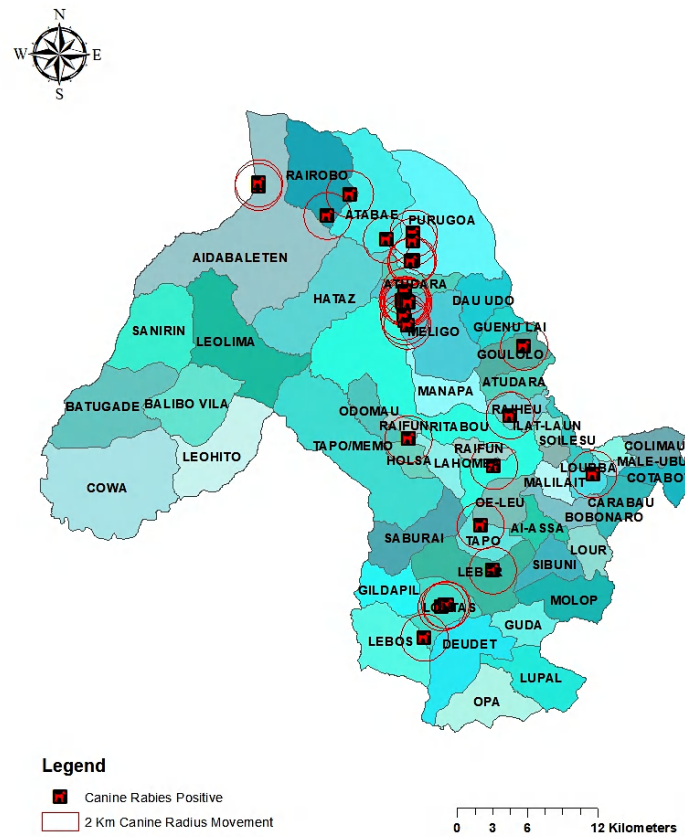 N
W E
S
RAIROBO
ATABAE
PURUGOA
AIDABALETEN
ATUDARA
HATAZ
DAU UDO
SANIRIN
GUENU LAI
MELIGO
LEOLIMA
GOULOLO
ATUDARA
MANAPA
BATUGADE
BALIBO VILA
ODOMAU
RAIHEU
RAIFUN
RITABOU
ILAT-LAUN
SOILESU
TAPO/MEMO
RAIFUN
COLIMAU
LEOHITO
HOLSA
LAHOMEA
LOURBA
MALE-UBU
COWA
MALILAIT
COTABO
OE-LEU
CARABAU
BOBONARO
AI-ASSA
SABURAI
TAPO
LOUR
LEBER
SIBUNI
GILDAPIL
MOLOP
GUDA
LEBOS
DEUDET
LUPAL
OPA
Legend
Canine Rabies Positive
2 Km Canine Radius Movement
0 3 6 12 Kilometers